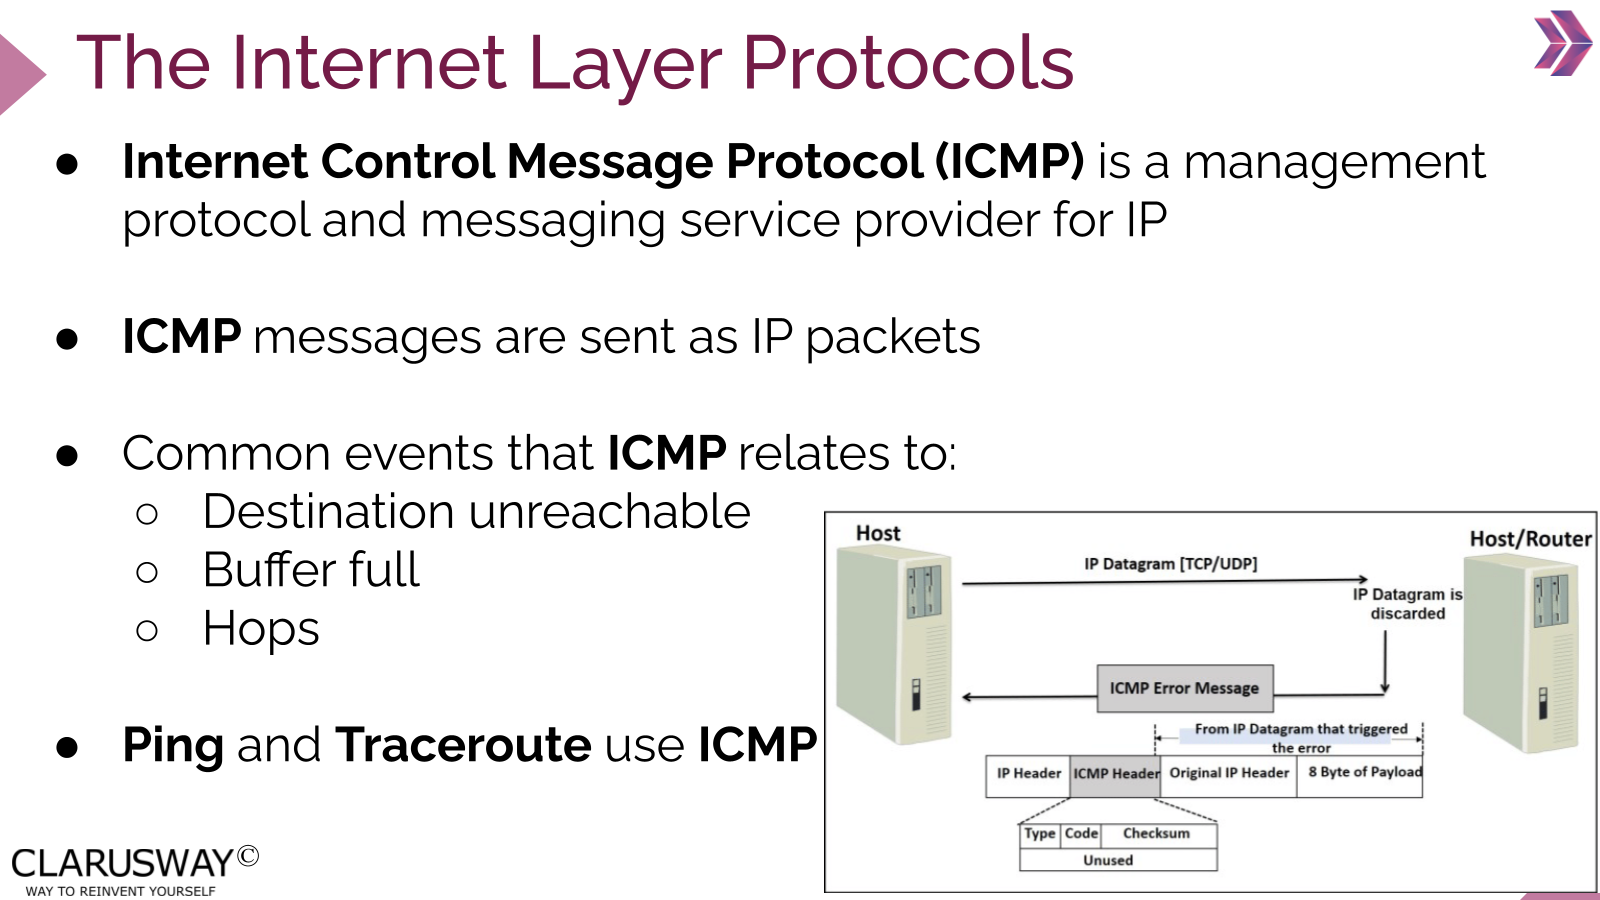 The Internet Layer Protocols
● Internet Control Message Protocol (ICMP) is a management
protocol and messaging service provider for IP
● ICMP messages are sent as IP packets
● Common events that ICMP relates to:
○ Destination unreachable
○ Buffer full
○ Hops
● Ping and Traceroute use ICMP
Host
Host/Router
IP Datagram [TCP/UDP]
IP Datagram is
discarded
ICMP Error Message
From IP Datagram that triggered
the error
IP Header ICMP Header Original IP Header 8 Byte of Payload
Type Code Checksum
Unused
CLARUSWAY©
WAY TO REINVENT YOURSELF